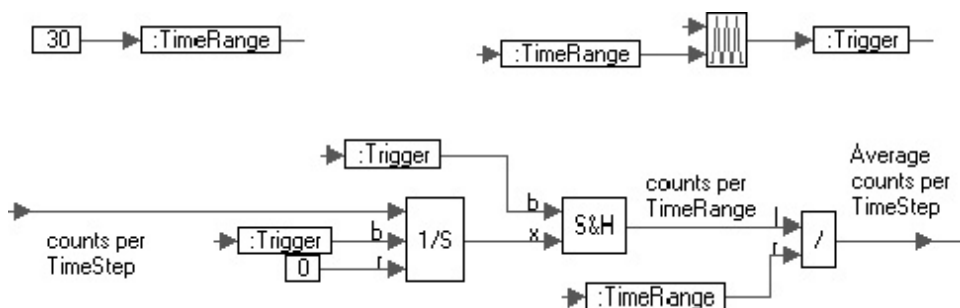 30
:TimeRange
:TimeRange
:Trigger
:Trigger
Average
counts per
TimeStep
counts per
TimeRange
b
l
S&H
/
counts per
TimeStep
:Trigger
b
1/S
x
r
0
r
:TimeRange